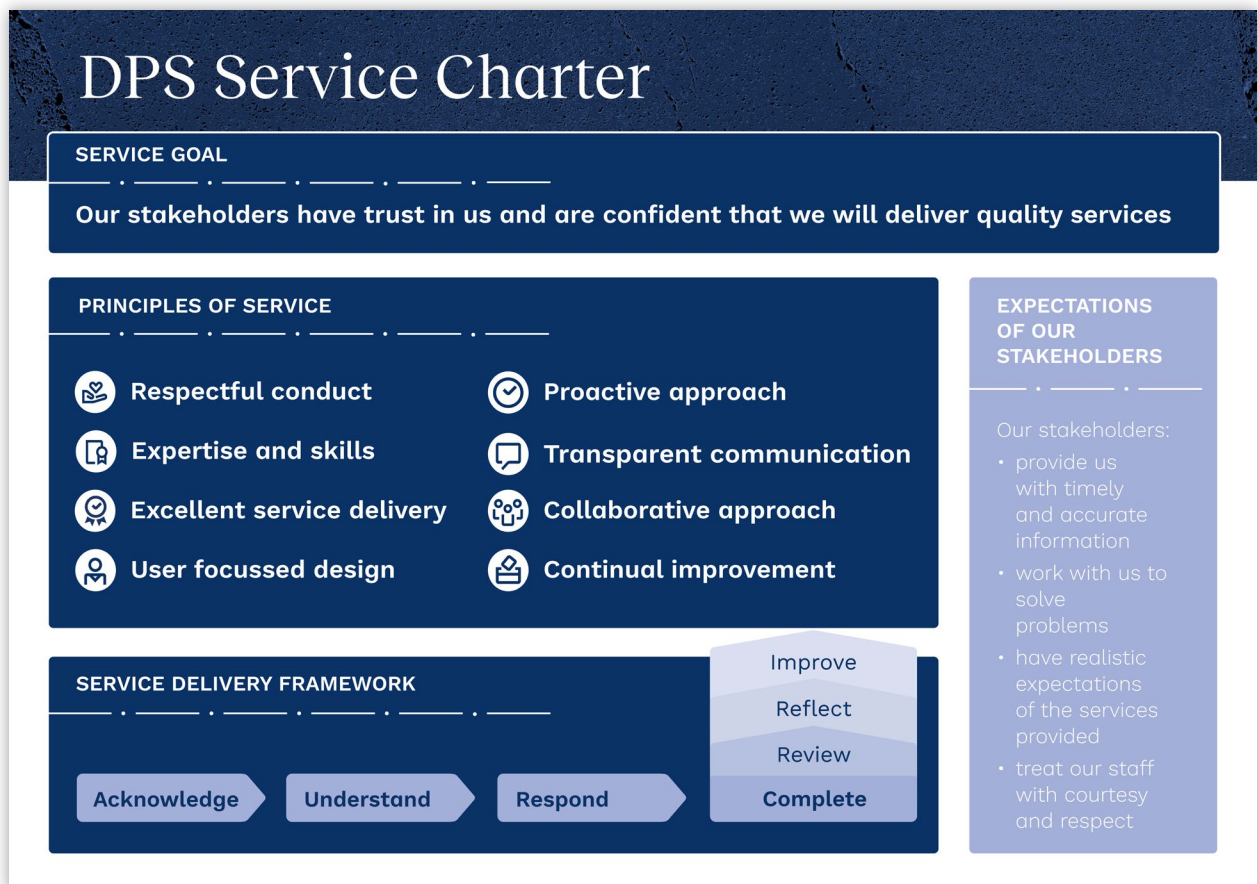 DPS Service Charter
SERVICE GOAL
Our stakeholders have trust in us and are confident that we will deliver quality services
PRINCIPLES OF SERVICE
Respectful conduct
Expertise and skills
Excellent service delivery
User focussed design
Proactive approach
Transparent communication
Collaborative approach
Continual improvement
SERVICE DELIVERY FRAMEWORK
Acknowledge
Understand
Respond
Complete
Review
Reflect
Improve
EXPECTATIONS
OF OUR
STAKEHOLDERS
Our stakeholders:
• provide us
with timely
and accurate
information
• work with us to
solve
problems
• have realistic
expectations
of the services
provided
• treat our staff
with courtesy
and respect